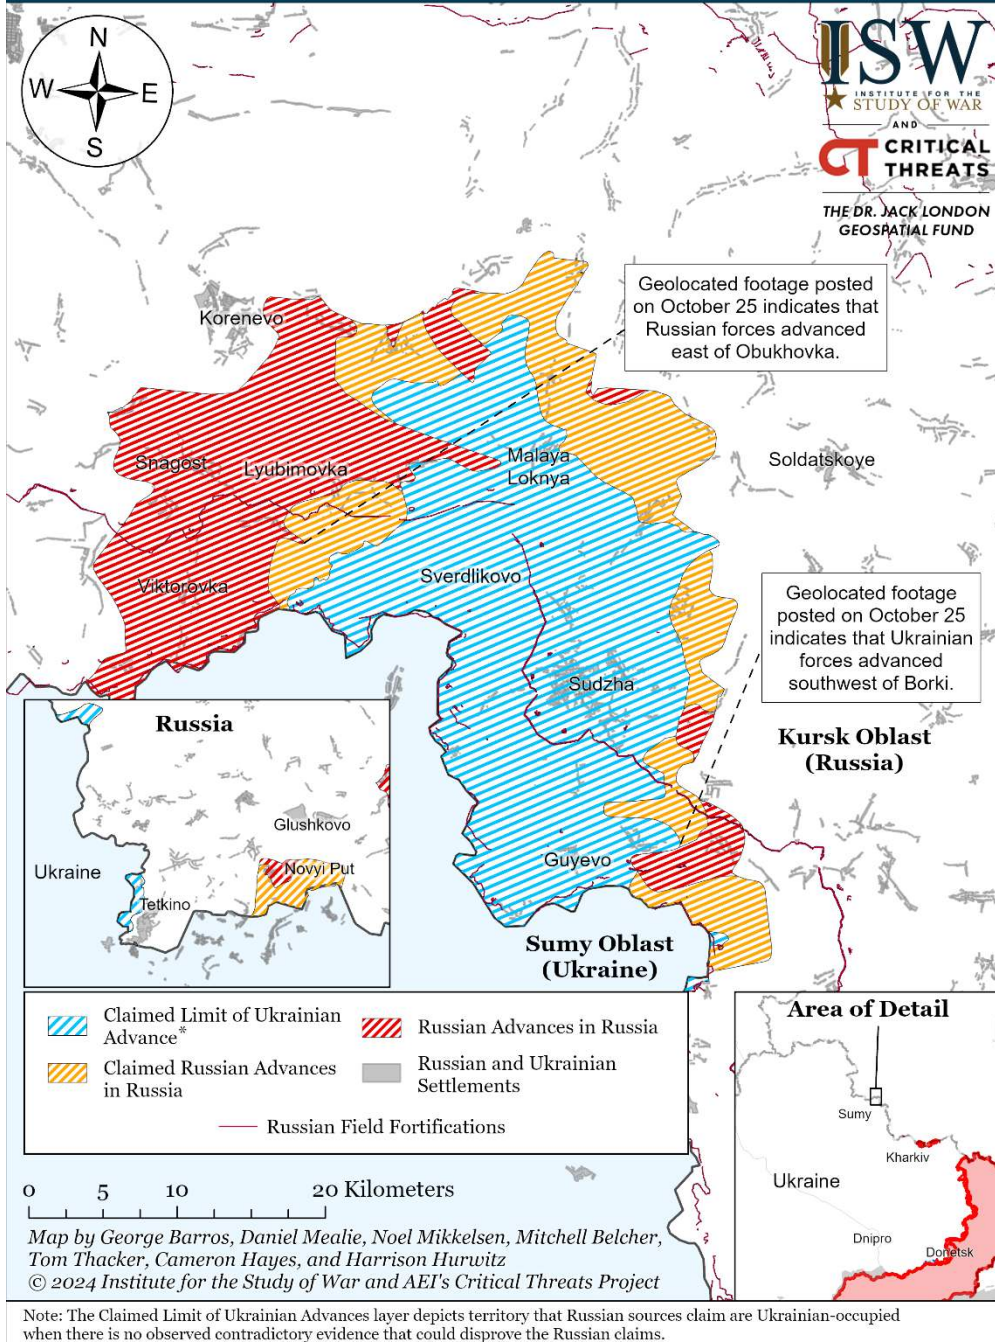 N
W
E
S
ISW
INSTITUTE FOR THE
STUDY OF WAR
AND
CT CRITICAL
THREATS
THE DR. JACK LONDON
GEOSPATIAL FUND
Geolocated footage posted
on October 25 indicates that
Russian forces advanced
east of Obukhovka.
Korenevo
Snagost
Lyubimovka
Malaya
Loknya
Soldatskoye
Viktorovka
Sverdlikovo
Geolocated footage
posted on October 25
indicates that Ukrainian
forces advanced
southwest of Borki.
Sudzha
Kursk Oblast
(Russia)
Guyevo
Sumy Oblast
(Ukraine)
Russia
Glushkovo
Ukraine
Novyi Put
Tetkino
Claimed Limit of Ukrainian
Advance*
Russian Advances in Russia
Claimed Russian Advances
in Russia
Russian and Ukrainian
Settlements
Russian Field Fortifications
Area of Detail
Sumy
Kharkiv
Ukraine
Dnipro
Donetsk
0 5 10 20 Kilometers
Map by George Barros, Daniel Mealie, Noel Mikkelsen, Mitchell Belcher,
Tom Thacker, Cameron Hayes, and Harrison Hurwitz
© 2024 Institute for the Study of War and AEI's Critical Threats Project
Note: The Claimed Limit of Ukrainian Advances layer depicts territory that Russian sources claim are Ukrainian-occupied
when there is no observed contradictory evidence that could disprove the Russian claims.